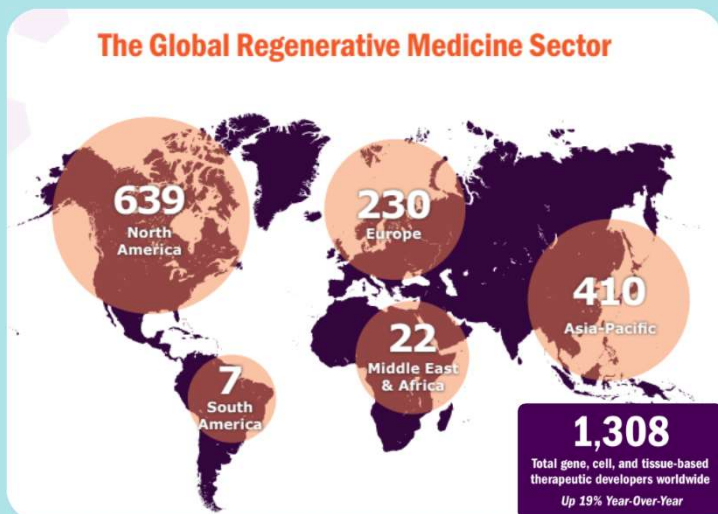 The Global Regenerative Medicine Sector
639
North
America
230
Europe
410
Asia-Pacific
22
Middle East
& Africa
7
South
America
1,308
Total gene, cell, and tissue-based
therapeutic developers worldwide
Up 19% Year-Over-Year